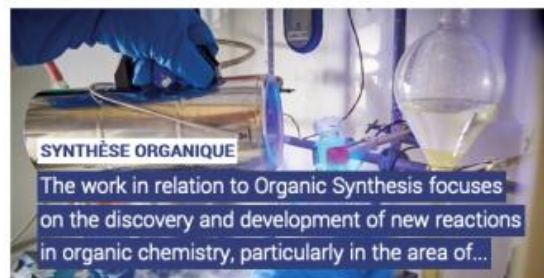 SYNTHÈSE ORGANIQUE
The work in relation to Organic Synthesis focuses
on the discovery and development of new reactions
in organic chemistry, particularly in the area of...